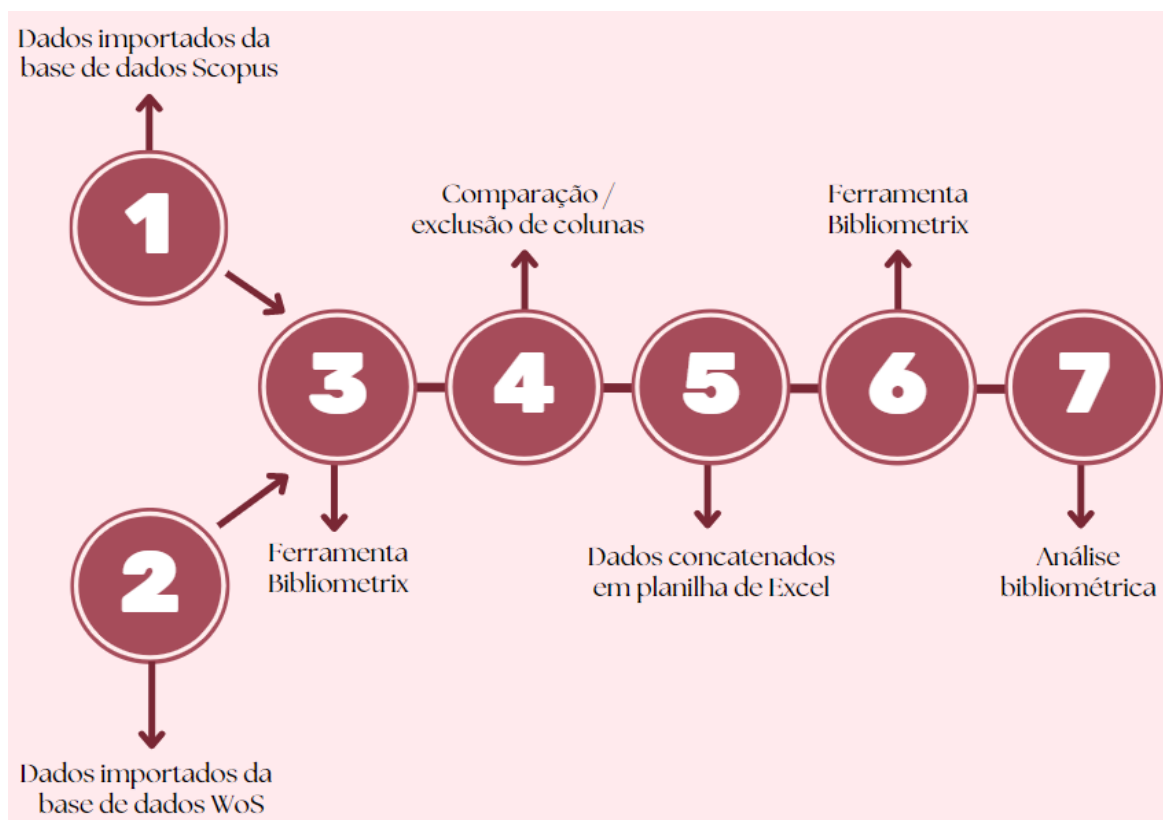 Dados importados da
base de dados Scopus
1
Comparação /
exclusão de colunas
Ferramenta
Bibliometrix
3
4
5
6
7
2
Ferramenta
Bibliometrix
Dados concatenados
em planilha de Excel
Análise
bibliométrica
Dados importados da
base de dados WoS